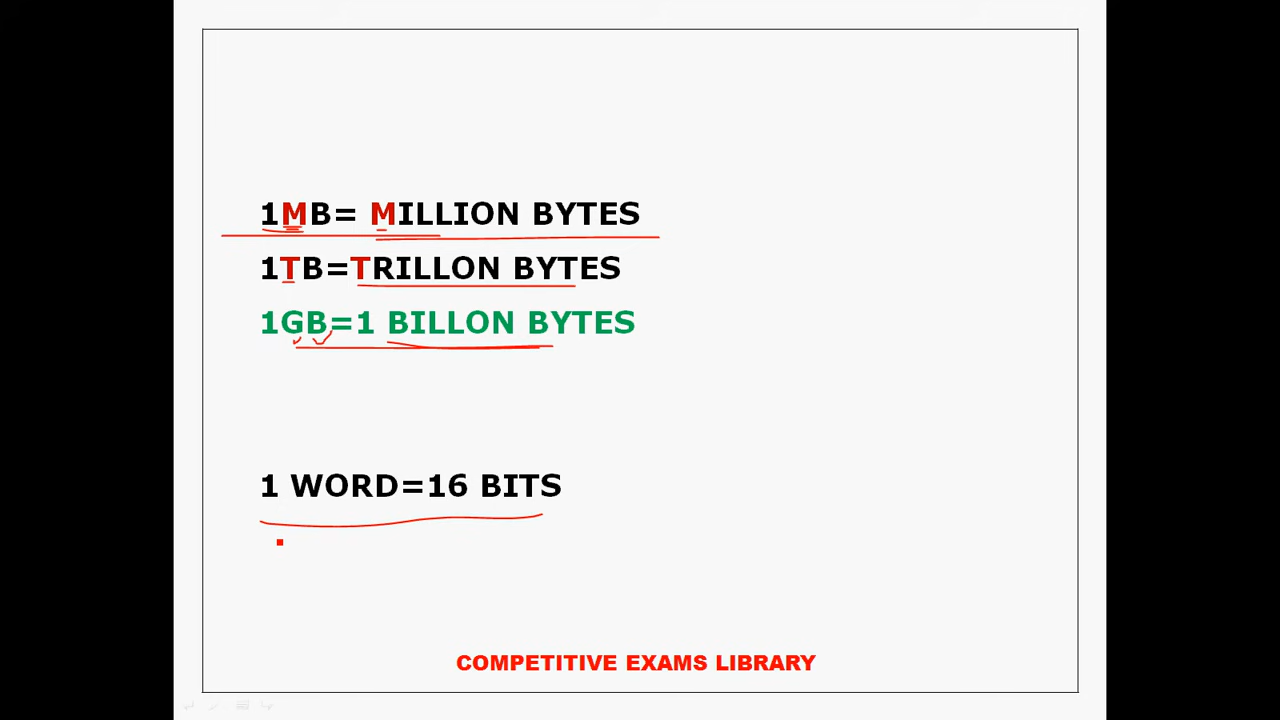 1MB= MILLION BYTES
1TB=TRILLON BYTES
1GB=1 BILLON BYTES
1 WORD=16 BITS
COMPETITIVE EXAMS LIBRARY